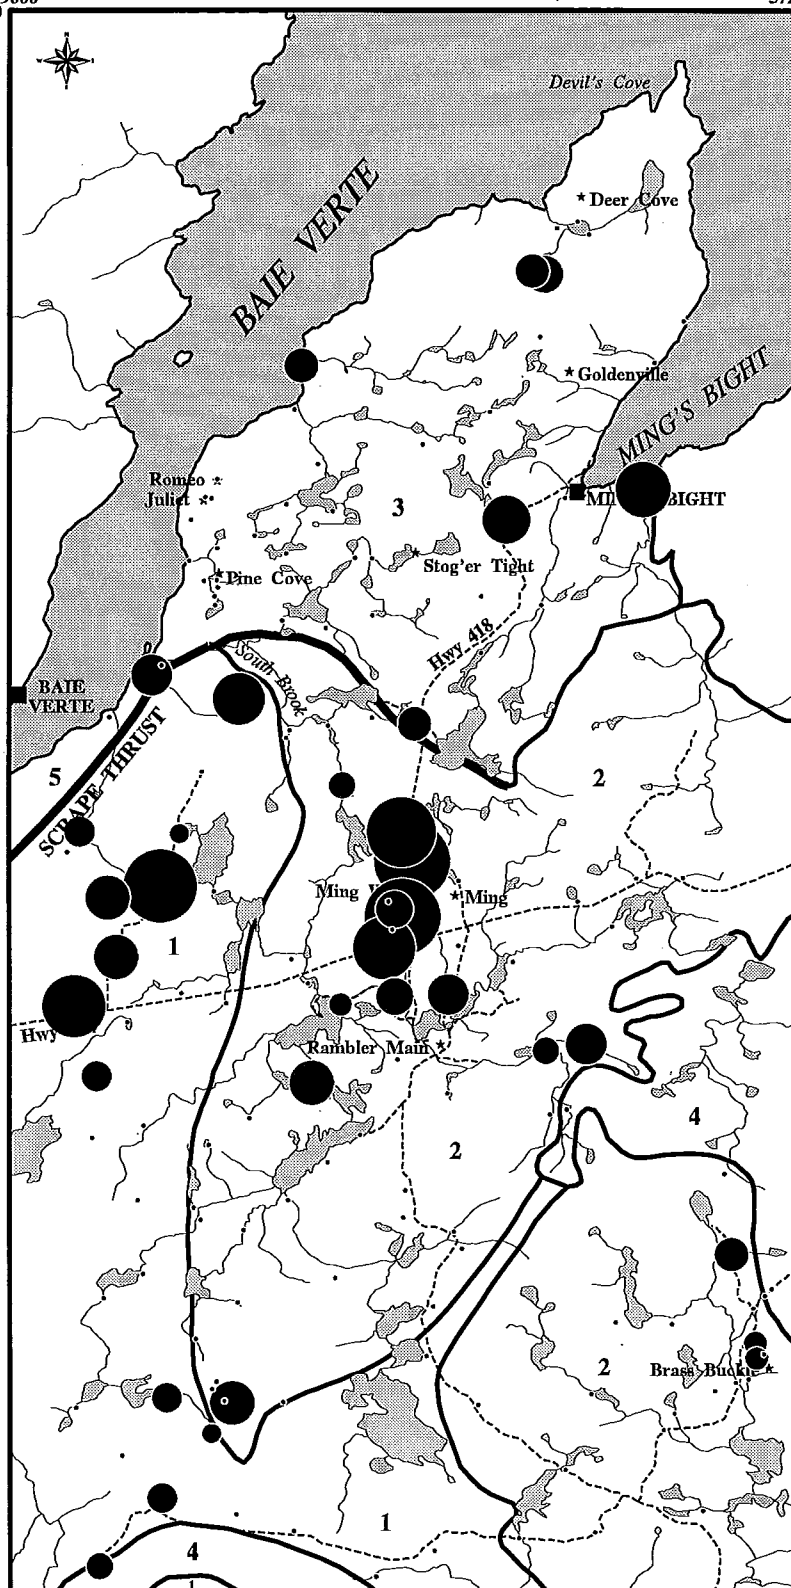 N
W
Devil's Cove
Deer Cove
BAIE VERTE
Goldenville
MING'S BIGHT
Romeo
Juliet
3
BIGHT
Stog'er Tight
Pine Cove
Hwy 418
South Brook
BAIE
VERTE
SCRAPE THRUST
5
2
Ming
Ming
1
Hwy
Rambler Main
4
2
2
Brass Buckle
1
4
1